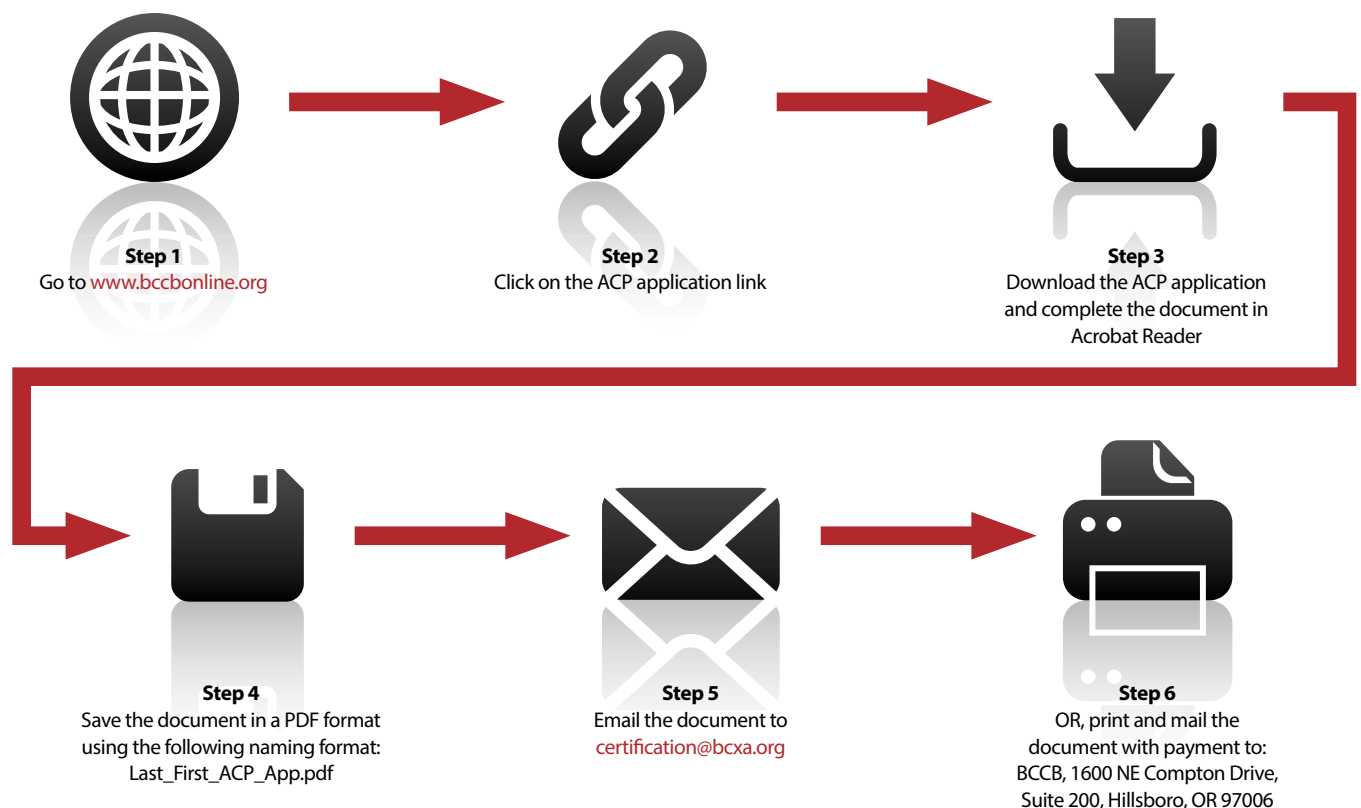 Step 1
Go to www.bccbonline.org
Step 2
Click on the ACP application link
Step 3
Download the ACP application
and complete the document in
Acrobat Reader
Step 4
Save the document in a PDF format
using the following naming format:
Last_First_ACP_App.pdf
Step 5
Email the document to
certification@bcxa.org
Step 6
OR, print and mail the
document with payment to:
BCCB, 1600 NE Compton Drive,
Suite 200, Hillsboro, OR 97006